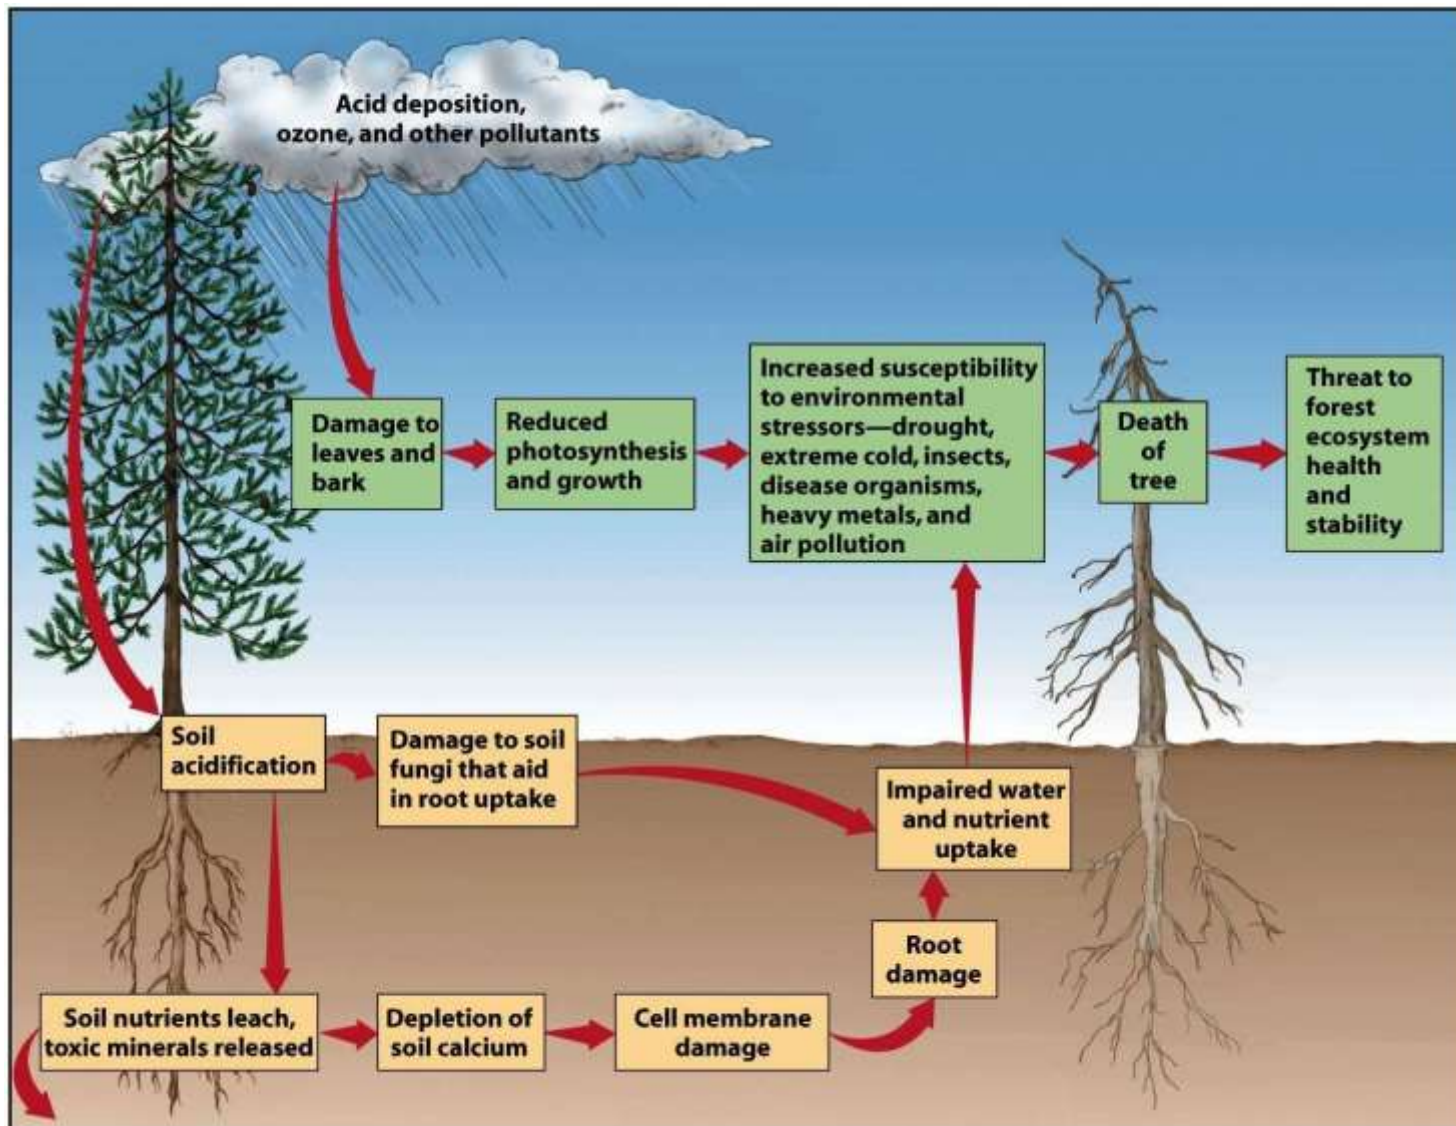 Acid deposition,
ozone, and other pollutants
Damage to
leaves and
bark
Reduced
photosynthesis
and growth
Increased susceptibility
to environmental
stressors—drought,
extreme cold, insects,
disease organisms,
heavy metals, and
air pollution
Death
of
tree
Threat to
forest
ecosystem
health
and
stability
Soil
acidification
Damage to soil
fungi that aid
in root uptake
Impaired water
and nutrient
uptake
Root
damage
Soil nutrients leach,
toxic minerals released
Depletion of
soil calcium
Cell membrane
damage